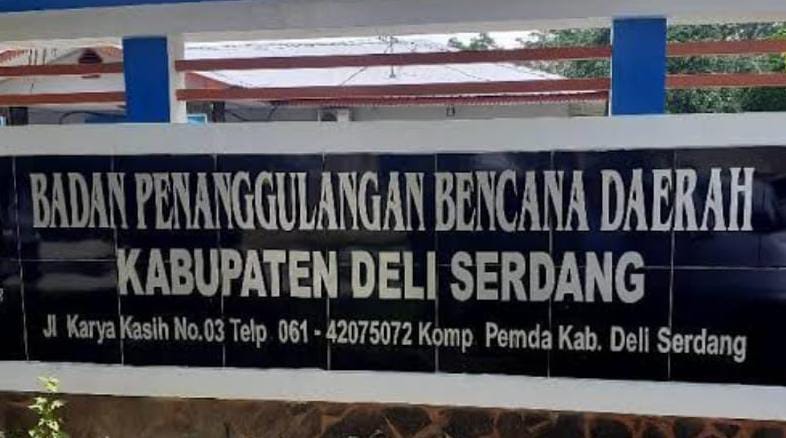 BADAN PENANGGULANGAN BENCANA DAERAH
KABUPATEN DELI SERDANG
Jl Karya Kasih No.03 Telp 061 - 42075072 Komp Pemda Kab. Deli Serdang